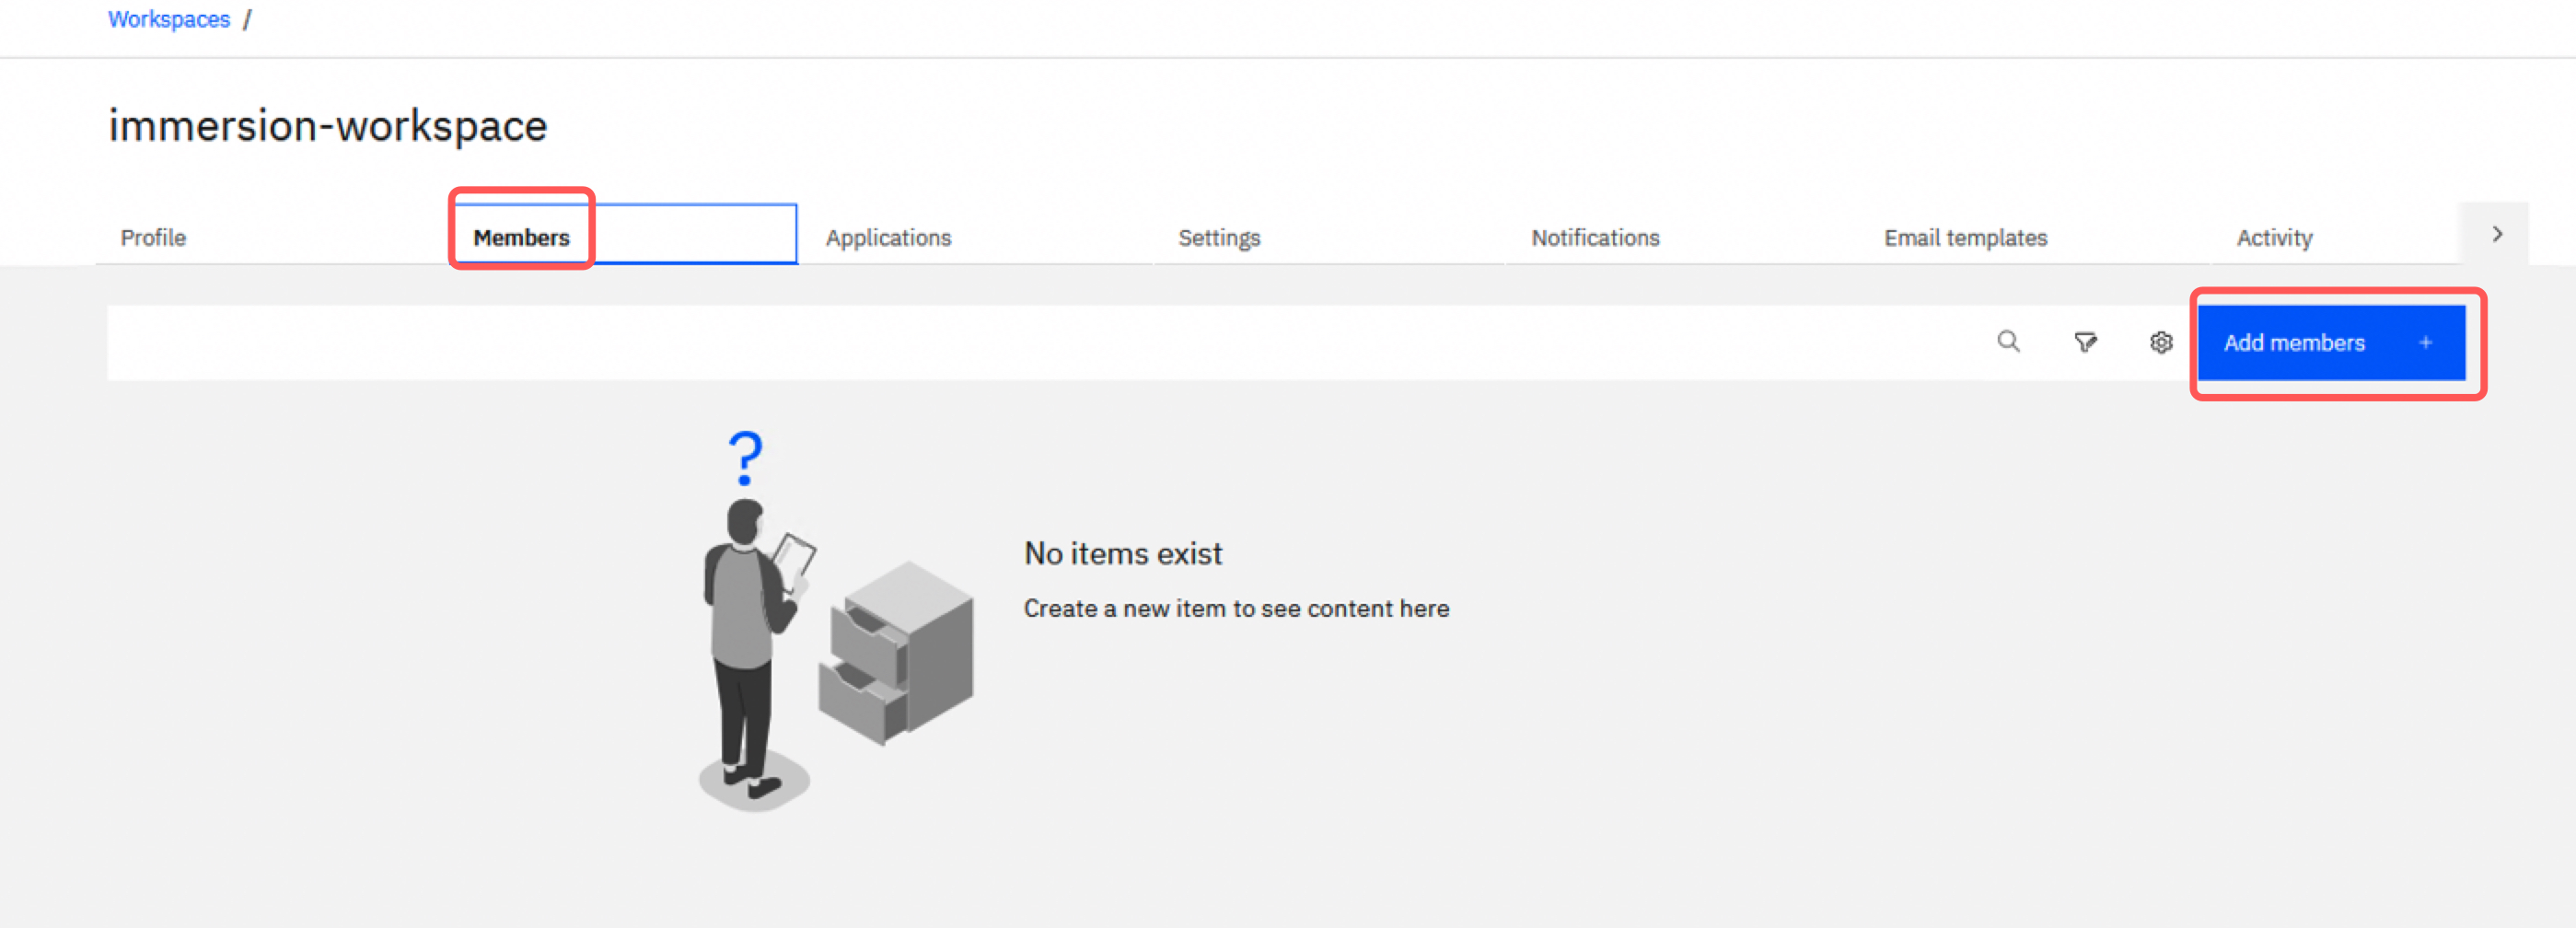 Workspaces /
immersion-workspace
Profile Members Applications Settings Notifications Email templates Activity
Add members +
?
No items exist
Create a new item to see content here